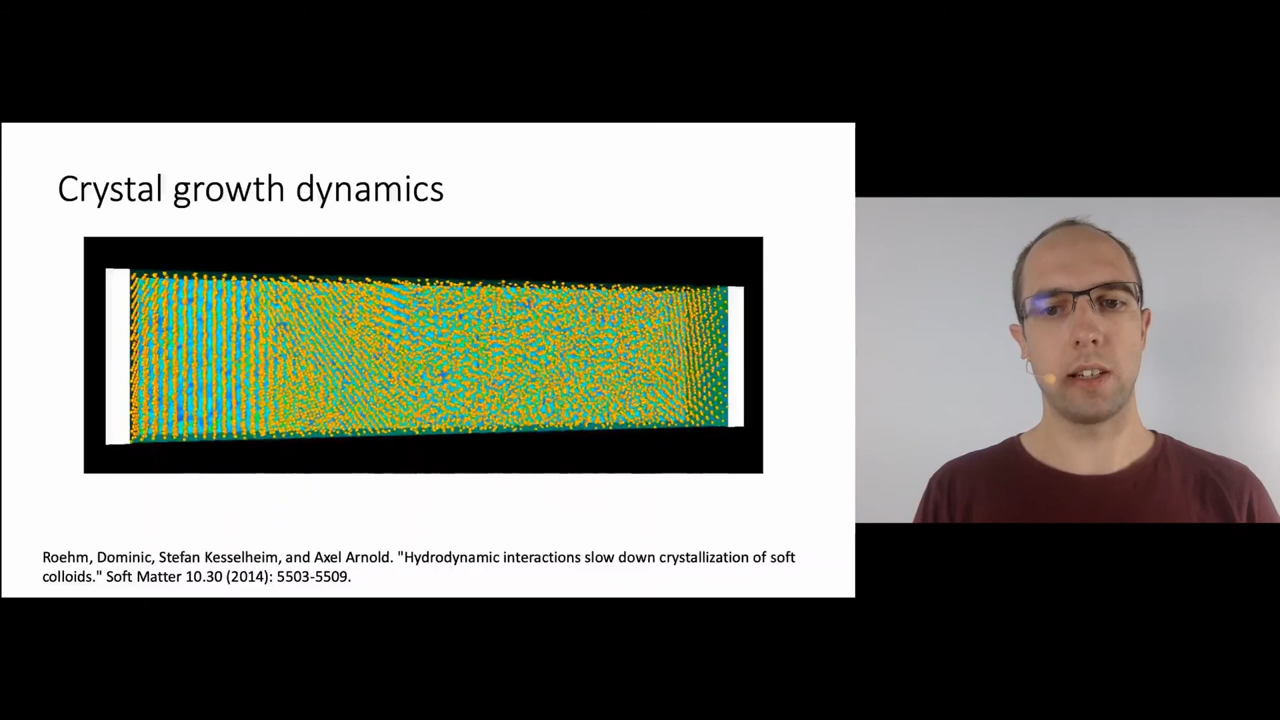 Crystal growth dynamics
Roehm, Dominic, Stefan Kesselheim, and Axel Arnold. "Hydrodynamic interactions slow down crystallization of soft
colloids." Soft Matter 10.30 (2014): 5503-5509.